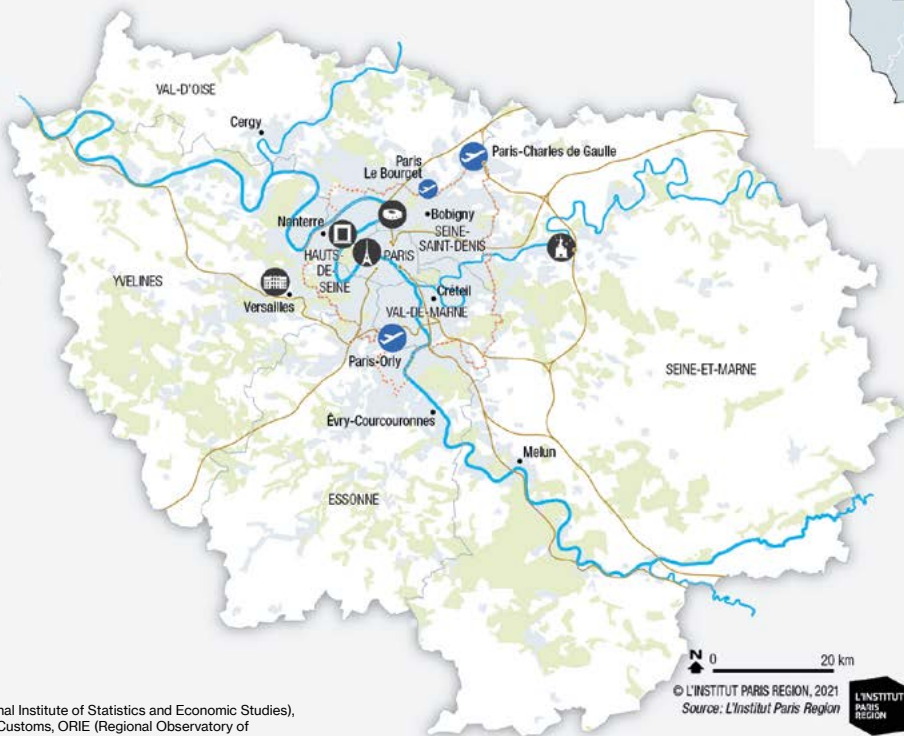 VAL-D'OISE
Cergy
Paris-Charles de Gaulle
Paris
Le Bourget
Nanterre
Bobigny
SEINE-
SAINT-DENIS
HAUTS-
DE-
SEINE
PARIS
YVELINES
Versailles
Créteil
VAL-DE-MARNE
Paris-Orly
SEINE-ET-MARNE
Évry-Courcouronnes
Melun
ESSONNE
N 0 20 km
© L'INSTITUT PARIS REGION, 2021
Source: L'Institut Paris Region
L'INSTITUT
PARIS
REGION
nal Institute of Statistics and Economic Studies),
Customs, ORIE (Regional Observatory of